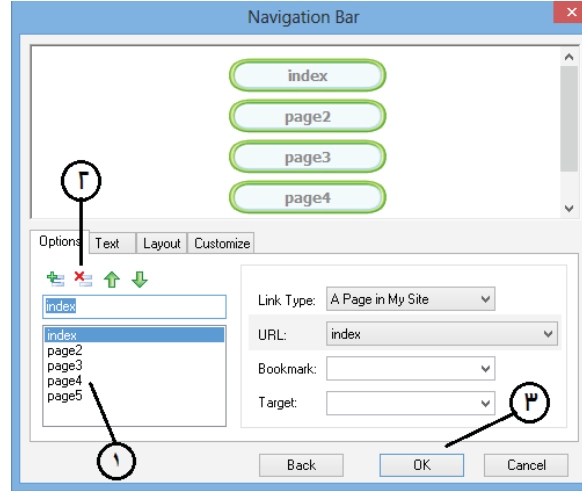 Navigation Bar
index
page2
page3
page4
٢
Options Text Layout Customize
index
index
page2
page3
page4
page5
Link Type: A Page in My Site
URL: index
Bookmark:
Target:
٣
١
Back OK Cancel